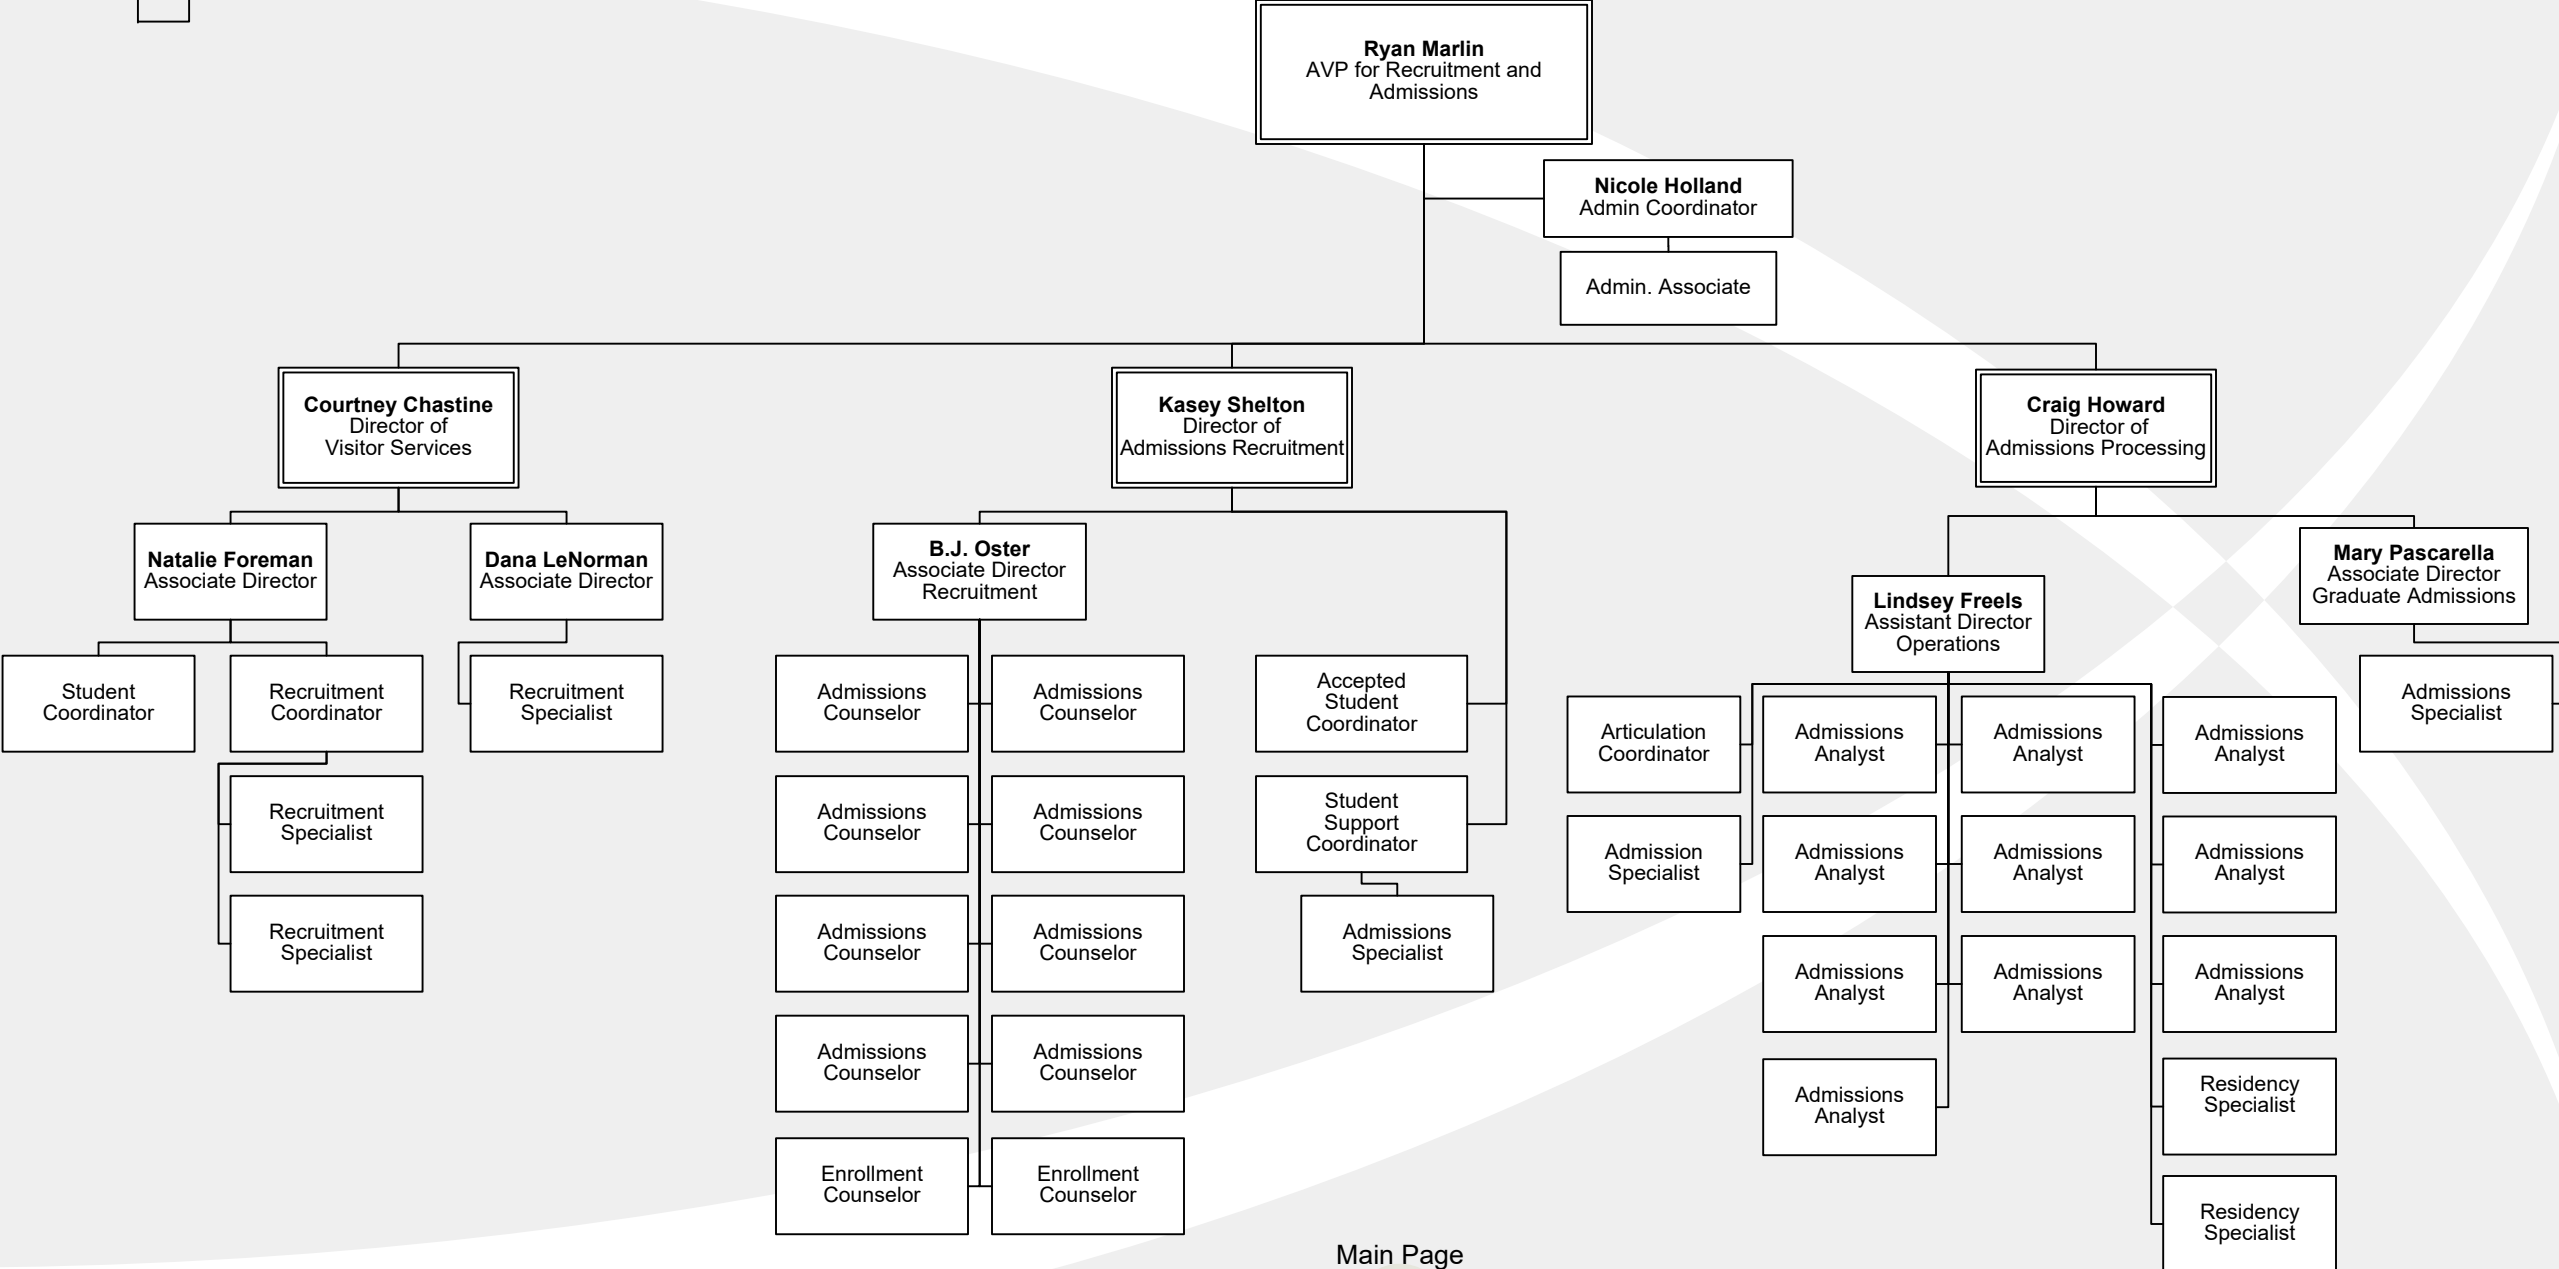 Ryan Marlin
AVP for Recruitment and
Admissions
Nicole Holland
Admin Coordinator
Admin. Associate
Courtney Chastine
Director of
Visitor Services
Kasey Shelton
Director of
Admissions Recruitment
Craig Howard
Director of
Admissions Processing
Natalie Foreman
Associate Director
Dana LeNorman
Associate Director
B.J. Oster
Associate Director
Recruitment
Lindsey Freels
Assistant Director
Operations
Mary Pascarella
Associate Director
Graduate Admissions
Student
Coordinator
Recruitment
Coordinator
Recruitment
Specialist
Recruitment
Specialist
Recruitment
Specialist
Admissions
Counselor
Admissions
Counselor
Admissions
Counselor
Admissions
Counselor
Admissions
Counselor
Admissions
Counselor
Admissions
Counselor
Admissions
Counselor
Enrollment
Counselor
Enrollment
Counselor
Accepted
Student
Coordinator
Student
Support
Coordinator
Admissions
Specialist
Articulation
Coordinator
Admissions
Analyst
Admissions
Analyst
Admissions
Analyst
Admission
Specialist
Admissions
Analyst
Admissions
Analyst
Admissions
Analyst
Admissions
Analyst
Admissions
Analyst
Admissions
Analyst
Admissions
Analyst
Residency
Specialist
Residency
Specialist
Admissions
Specialist
Main Page